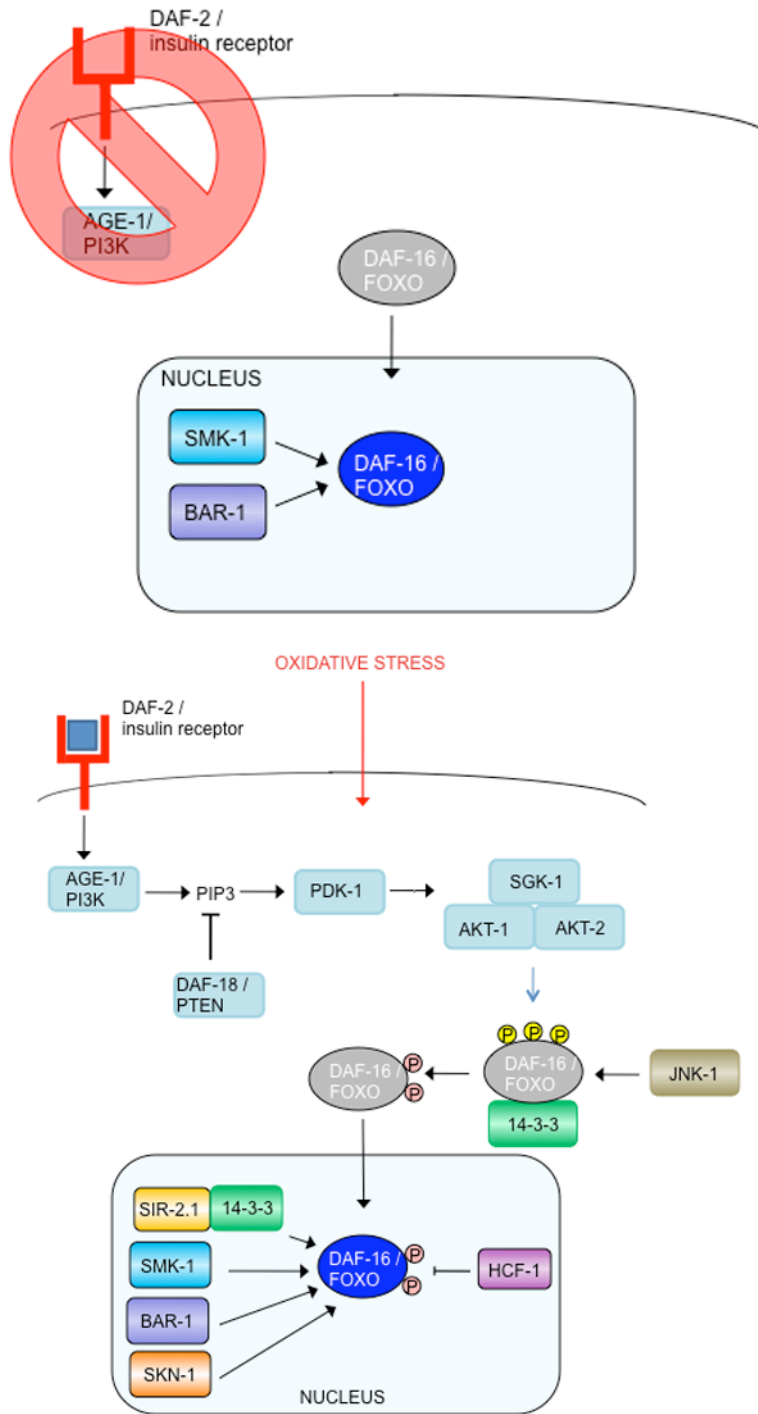 DAF-2 /
insulin receptor
AGE-1/
PI3K
DAF-16 /
FOXO
NUCLEUS
SMK-1
DAF-16 /
FOXO
BAR-1
OXIDATIVE STRESS
DAF-2 /
insulin receptor
AGE-1/
PI3K
PIP3
PDK-1
SGK-1
AKT-1
AKT-2
DAF-18 /
PTEN
P P P
DAF-16 /
FOXO
P
P
DAF-16 /
FOXO
JNK-1
14-3-3
SIR-2.1
14-3-3
DAF-16 /
FOXO
P
P
SMK-1
HCF-1
BAR-1
SKN-1
NUCLEUS